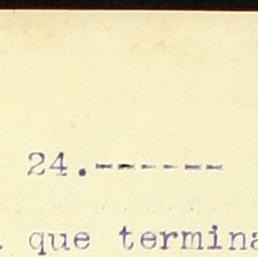 24.-------
que termina